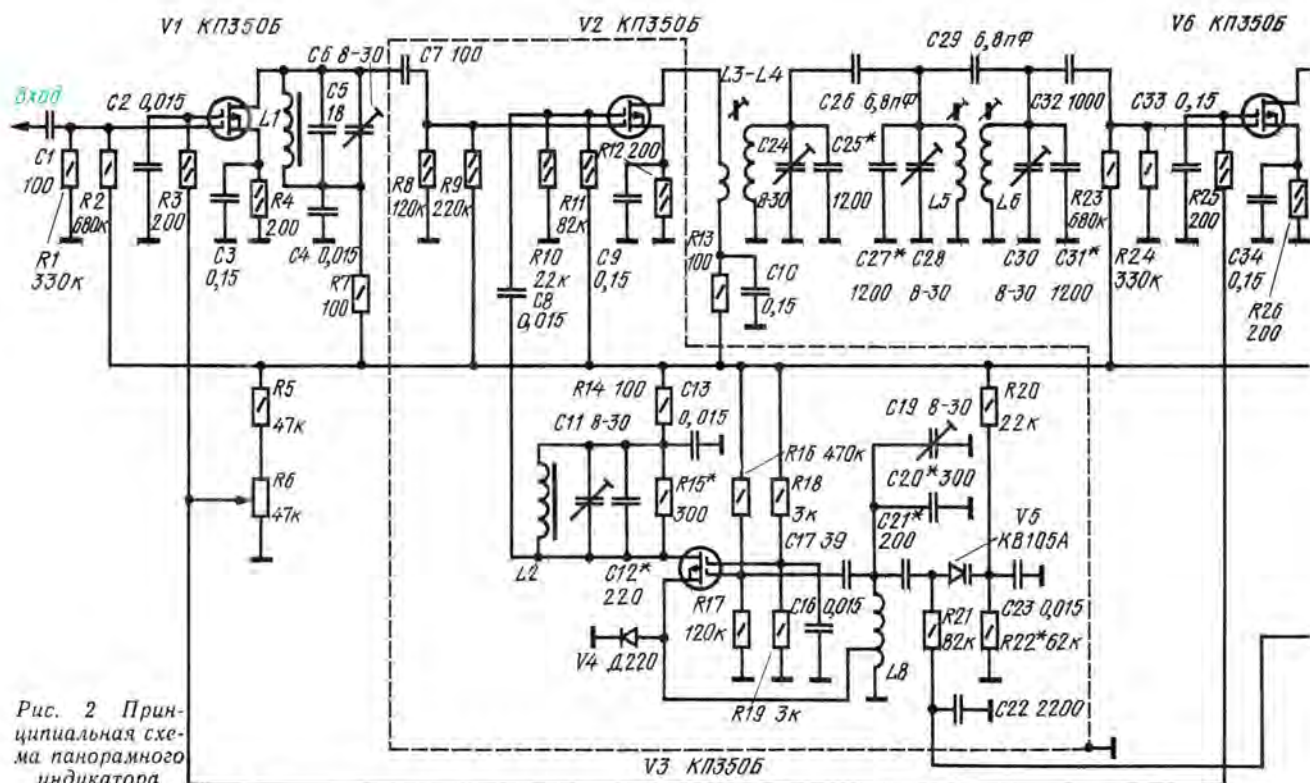 V1 КП350Б
V2 КП350Б
V6 КП350Б
C6 8-30
C7 100
C29 6,8пФ
L3-L4
Вход
C2 0,015
L1
C5
18
C26 6,8пФ
C32 1000
C33 0,15
C1
100
R2
680к
R3
200
R4
200
C3
0,15
C4 0,015
R1
330к
R7
100
R8
120к
R9
220к
R10
22к
R11
82к
C8
0,015
C9
0,15
R12 200
R13
100
C10
0,15
C24
8-30
C25*
1200
C27*
1200
C28
8-30
L5
L6
C30
8-30
C31*
1200
R23
680к
R24
330к
R25
200
C34
0,15
R26
200
R5
47к
R6
47к
R14 100
C13
0,015
C11 8-30
R15*
300
R16 470к
R18
3к
C19 8-30
C20* 300
C21*
200
R20
22к
V5
КВ105А
L2
C12*
220
C17 39
R17
120к
C16 0,015
V4 Д220
R19 3к
L8
R21
82к
C23 0,015
R22* 62к
C22 2200
V3 КП350Б
Рис. 2 Прин-
ципиальная схе-
ма панорамного
индикатора